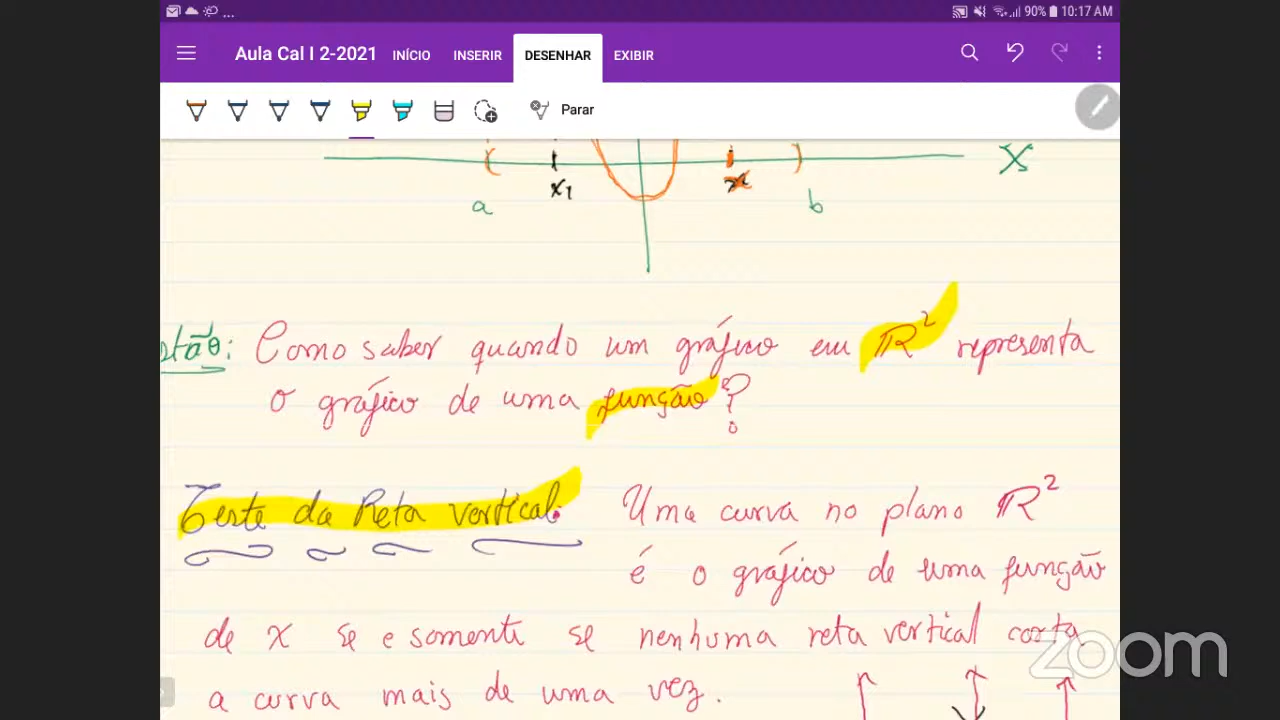 ... 90% 10:17 AM
Aula Cal I 2-2021 INÍCIO INSERIR DESENHAR EXIBIR
Parar
( x )
x1 x X
a b
stão: Como saber quando um gráfico em R² representa
o gráfico de uma função?
Teste da Reta vertical: Uma curva no plano R²
é o gráfico de uma função
de x se e somente se nenhuma reta vertical corta
a curva mais de uma vez.
zoom